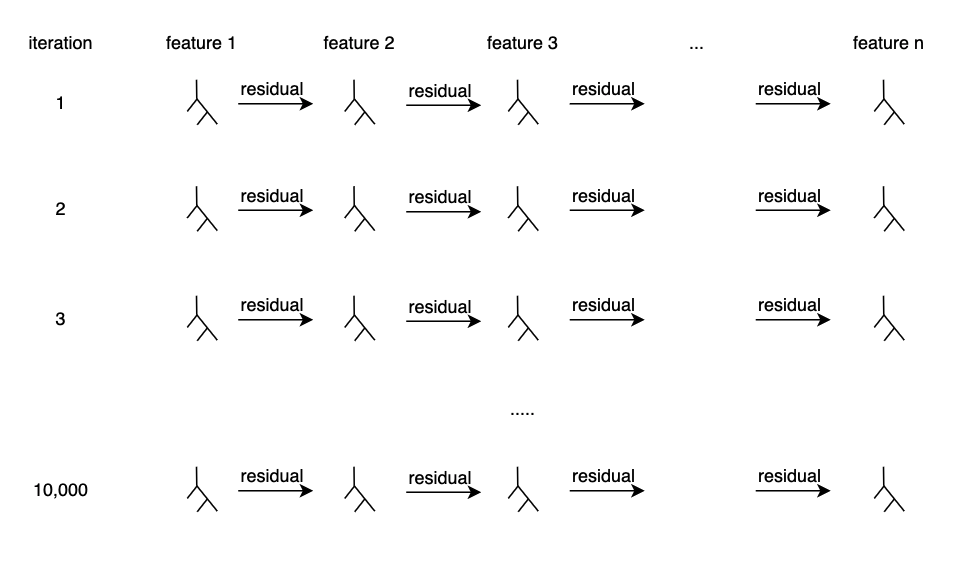 iteration feature 1 feature 2 feature 3 ... feature n
1 residual residual residual residual
2 residual residual residual residual
3 residual residual residual residual
.....
10,000 residual residual residual residual